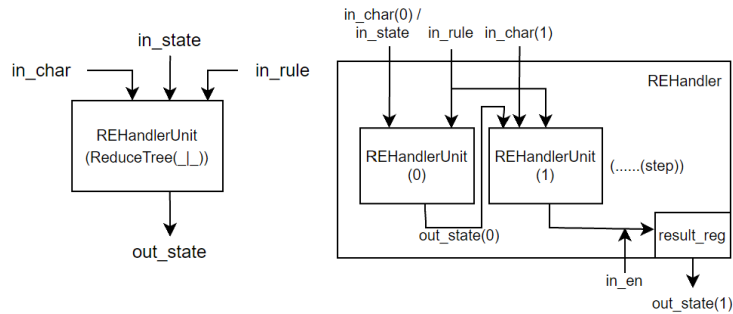 in_state
in_char
in_rule
REHandlerUnit
(ReduceTree(_|_))
out_state
in_char(0) /
in_state
in_rule
in_char(1)
REHandler
REHandlerUnit
(0)
REHandlerUnit
(1)
(......(step))
out_state(0)
result_reg
in_en
out_state(1)